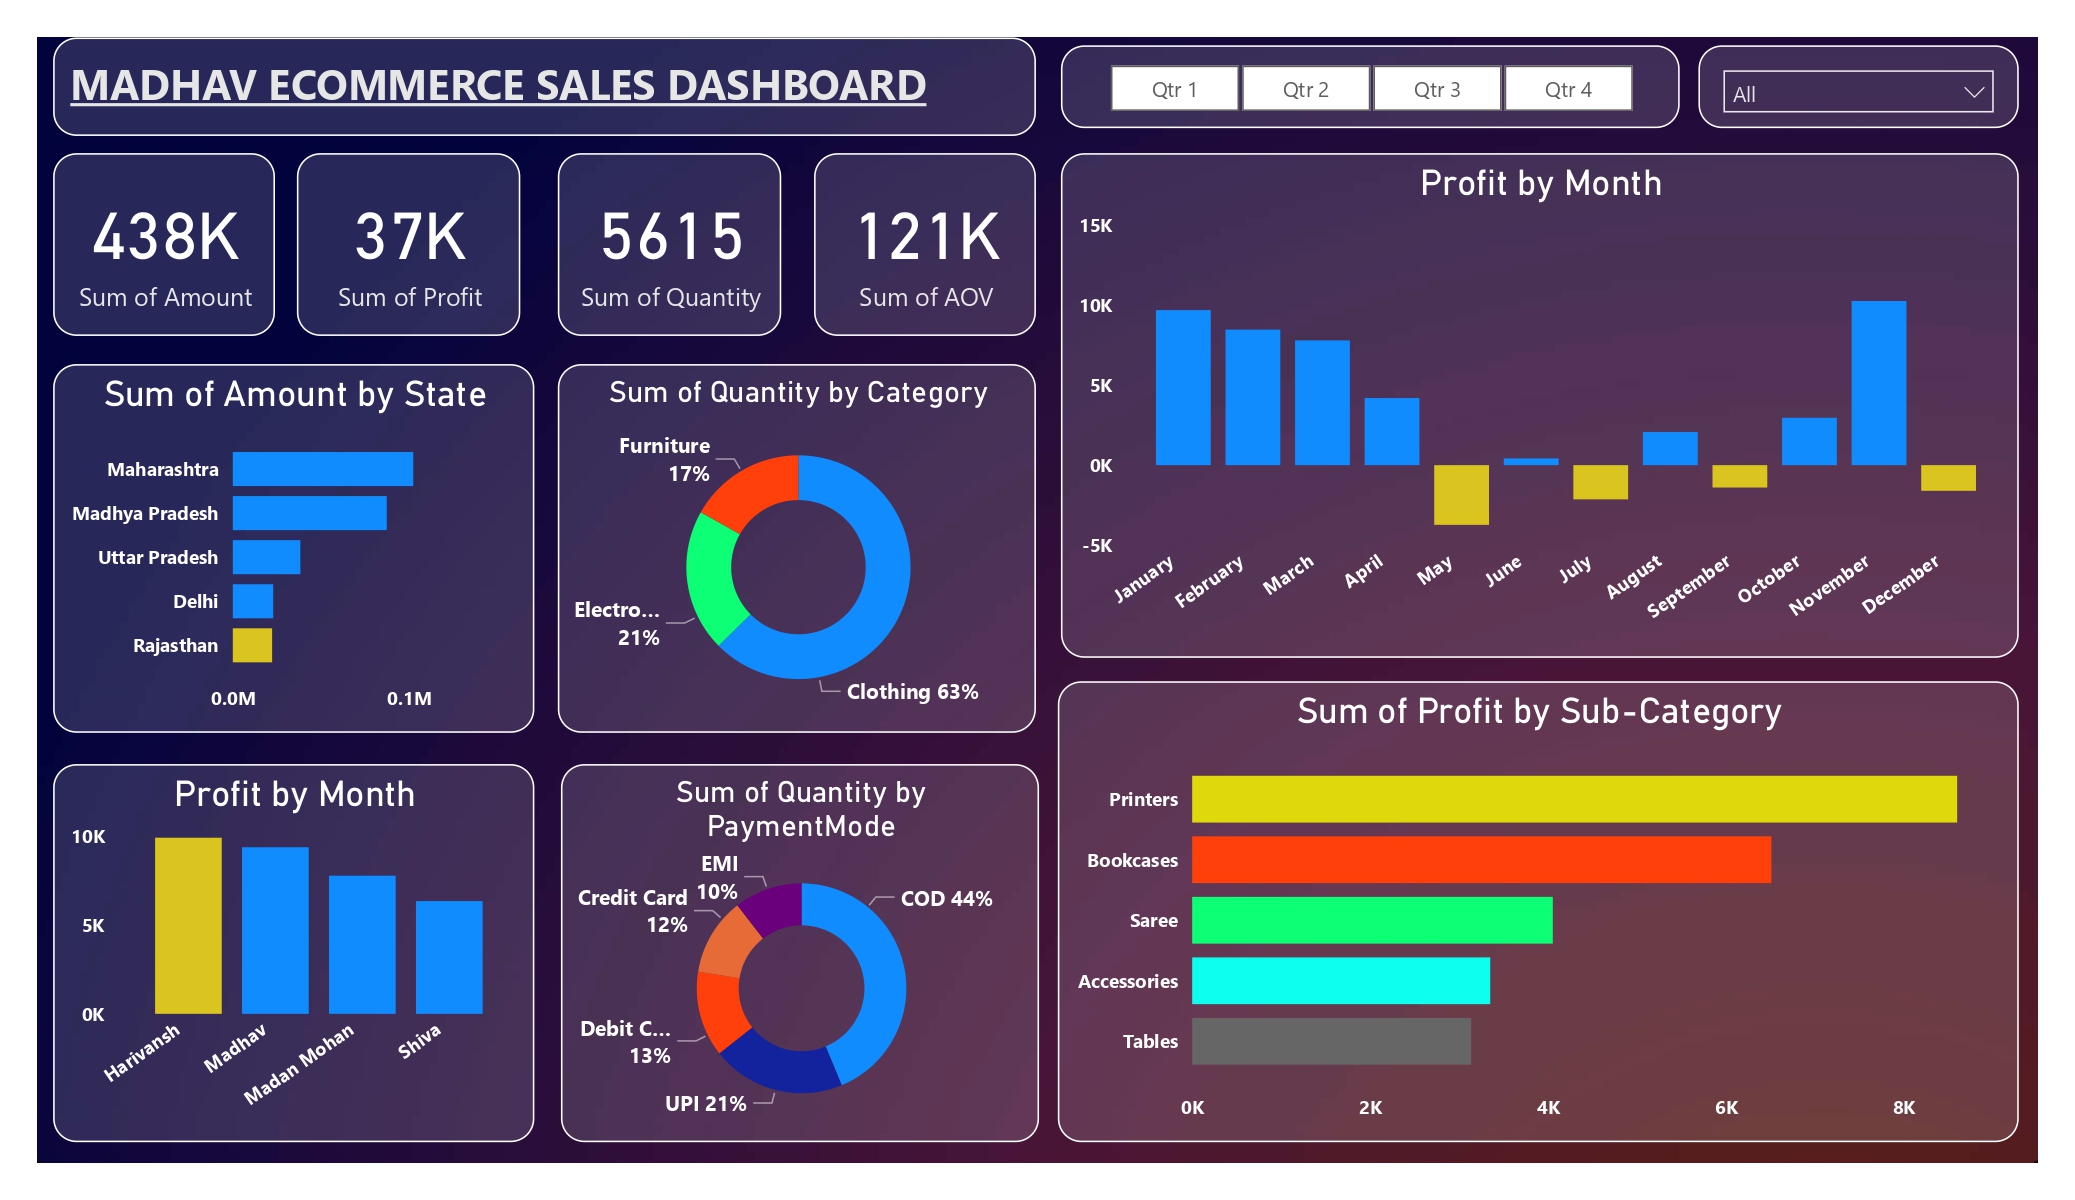 MADHAV ECOMMERCE SALES DASHBOARD
Qtr 1 Qtr 2 Qtr 3 Qtr 4
All
438K
Sum of Amount
37K
Sum of Profit
5615
Sum of Quantity
121K
Sum of AOV
Profit by Month
15K
10K
5K
0K
-5K
January February March April May June July August September October November December
Sum of Amount by State
Maharashtra
Madhya Pradesh
Uttar Pradesh
Delhi
Rajasthan
0.0M 0.1M
Sum of Quantity by Category
Furniture
17%
Electro...
21%
Clothing 63%
Sum of Profit by Sub-Category
Printers
Bookcases
Saree
Accessories
Tables
0K 2K 4K 6K 8K
Profit by Month
10K
5K
0K
Harivansh Madhav Madan Mohan Shiva
Sum of Quantity by
PaymentMode
EMI
10%
Credit Card
12%
COD 44%
Debit C...
13%
UPI 21%